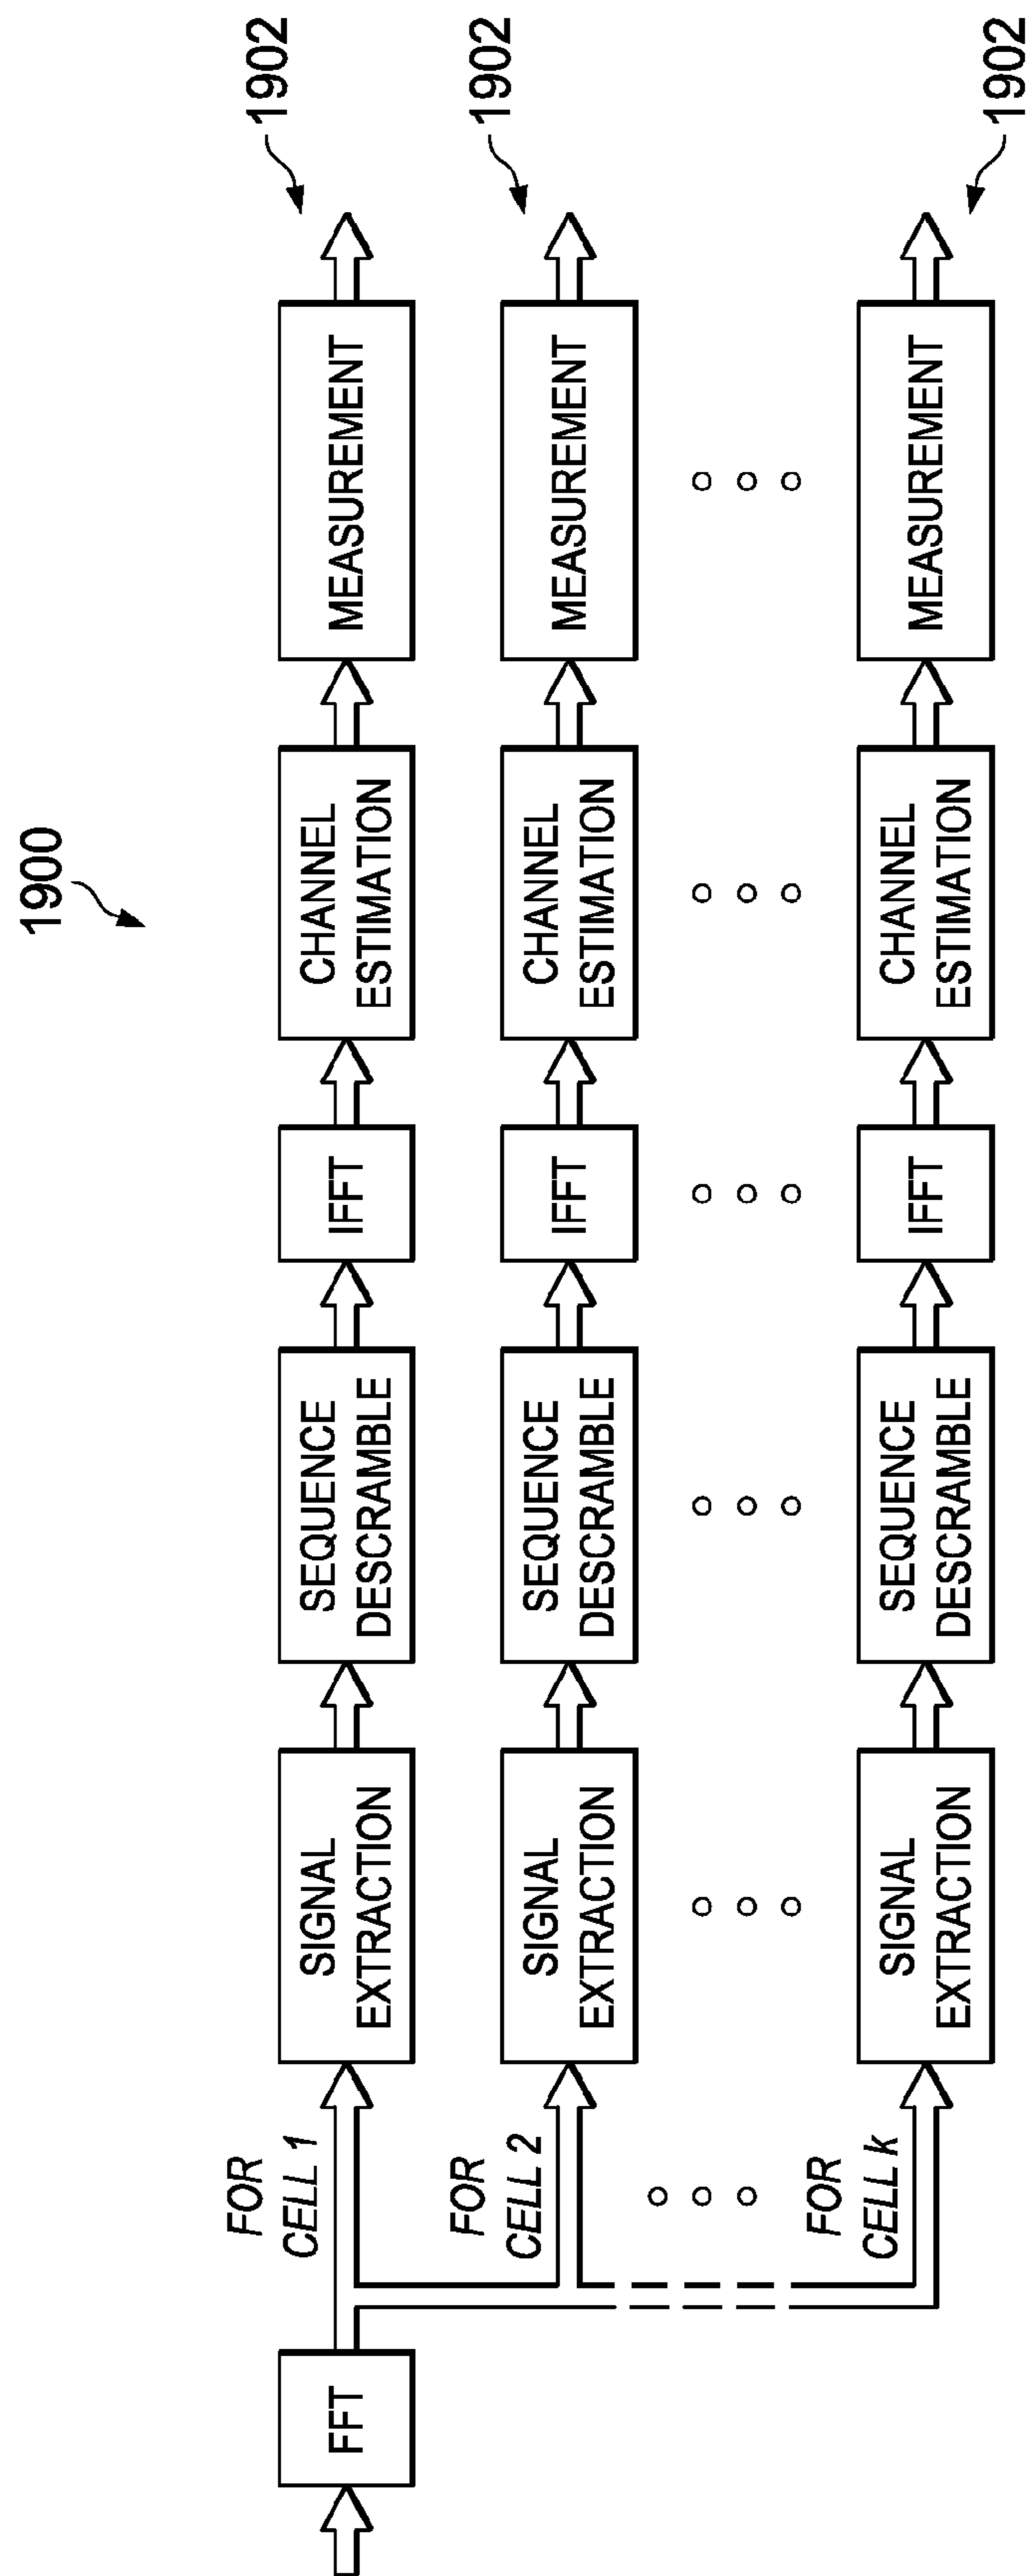 1900
FFT
FOR
CELL 1
SIGNAL
EXTRACTION
SEQUENCE
DESCRAMBLE
IFFT
CHANNEL
ESTIMATION
MEASUREMENT
1902
FOR
CELL 2
SIGNAL
EXTRACTION
SEQUENCE
DESCRAMBLE
IFFT
CHANNEL
ESTIMATION
MEASUREMENT
1902
FOR
CELL k
SIGNAL
EXTRACTION
SEQUENCE
DESCRAMBLE
IFFT
CHANNEL
ESTIMATION
MEASUREMENT
1902